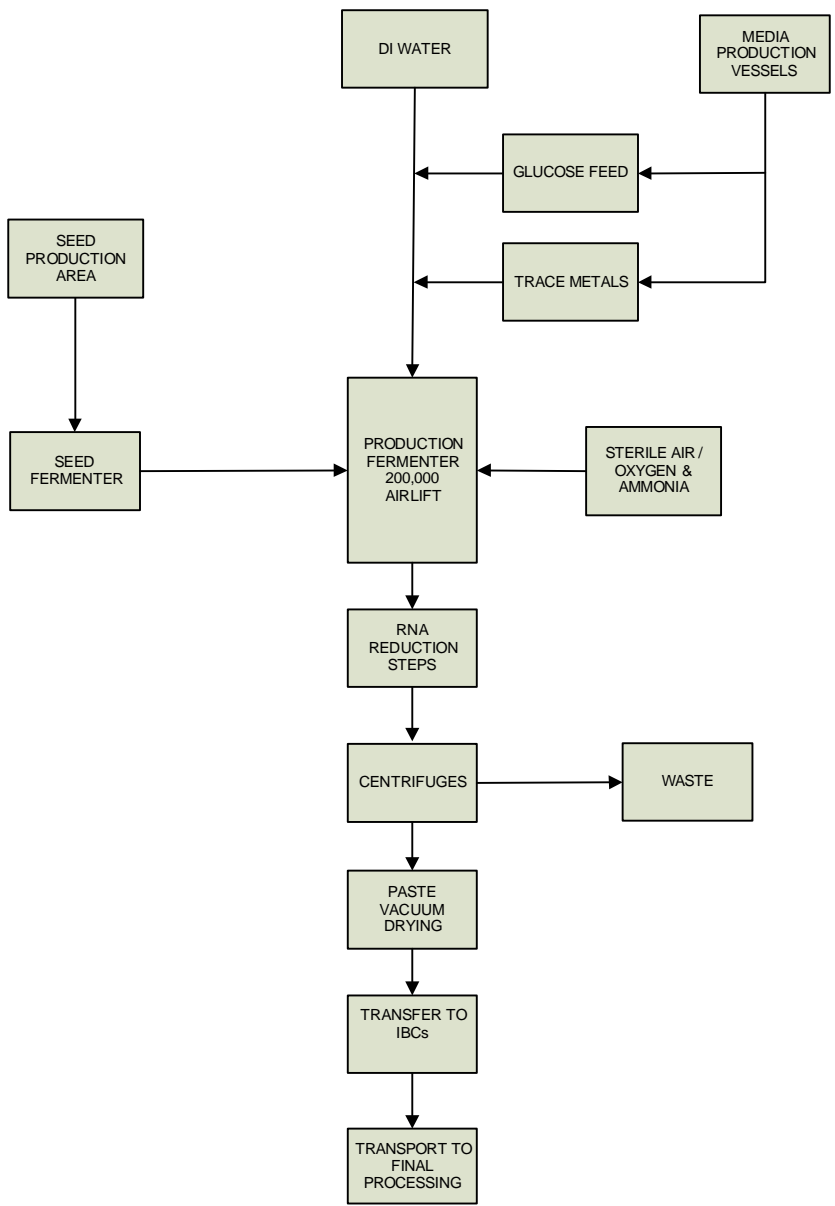 DI WATER
MEDIA
PRODUCTION
VESSELS
GLUCOSE FEED
SEED
PRODUCTION
AREA
TRACE METALS
PRODUCTION
FERMENTER
200,000
AIRLIFT
STERILE AIR /
OXYGEN &
AMMONIA
SEED
FERMENTER
RNA
REDUCTION
STEPS
CENTRIFUGES
WASTE
PASTE
VACUUM
DRYING
TRANSFER TO
IBCs
TRANSPORT TO
FINAL
PROCESSING